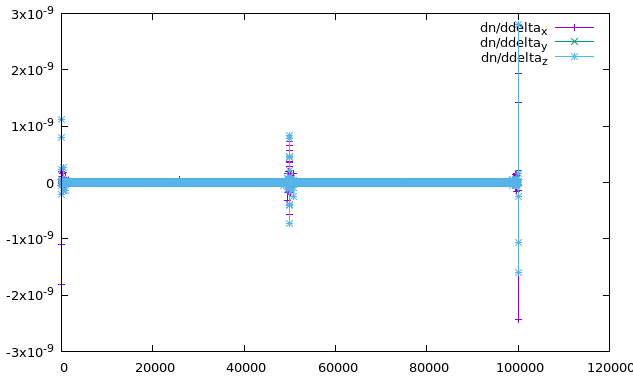 3x10⁻⁹
2x10⁻⁹
1x10⁻⁹
0
-1x10⁻⁹
-2x10⁻⁹
-3x10⁻⁹
0 20000 40000 60000 80000 100000 120000
dn/ddeltaₓ
dn/ddelta_y
dn/ddelta_z